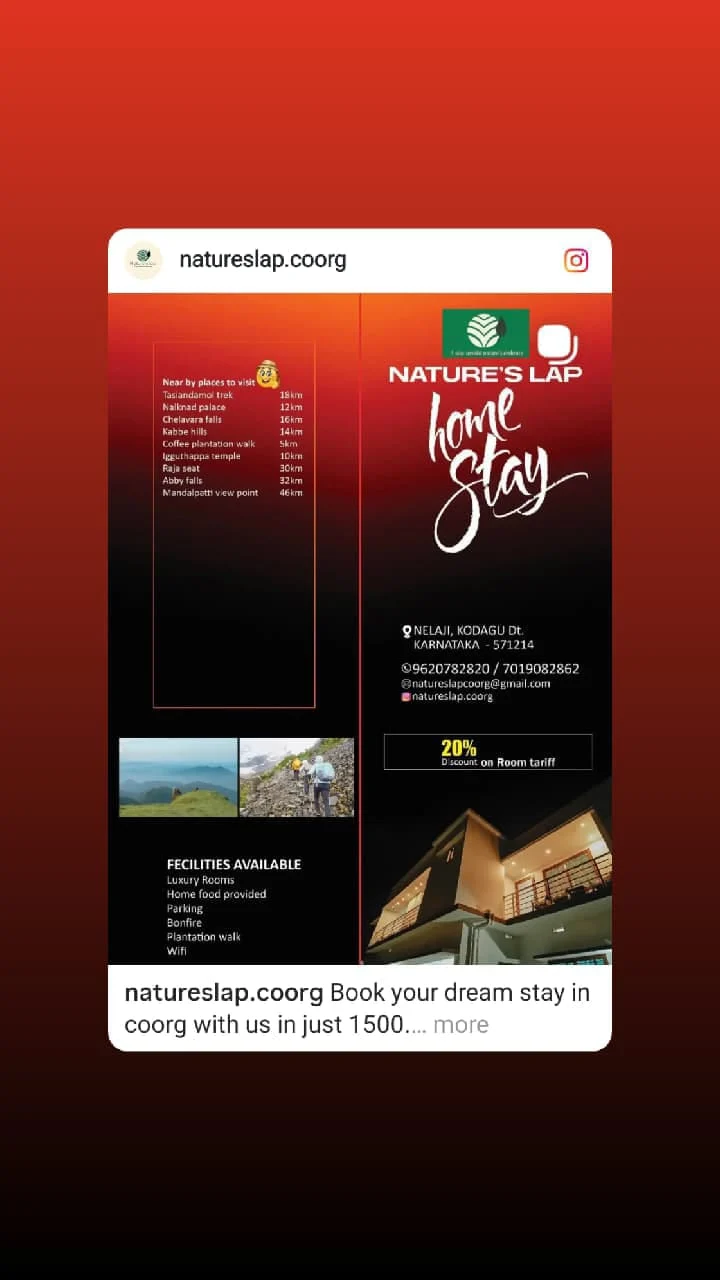 natureslap.coorg
Near by places to visit
Tasiandamol trek 18km
Nalknad palace 12km
Chelavara falls 16km
Kabbe hills 14km
Coffee plantation walk 5km
Igguthappa temple 10km
Raja seat 30km
Abby falls 32km
Mandalpatti view point 46km
FECILITIES AVAILABLE
Luxury Rooms
Home food provided
Parking
Bonfire
Plantation walk
Wifi
NATURE'S LAP
home
Stay
NELAJI, KODAGU Dt.
KARNATAKA - 571214
9620782820 / 7019082862
natureslapcoorg@gmail.com
natureslap.coorg
20%
Discount on Room tariff
natureslap.coorg Book your dream stay in
coorg with us in just 1500.... more